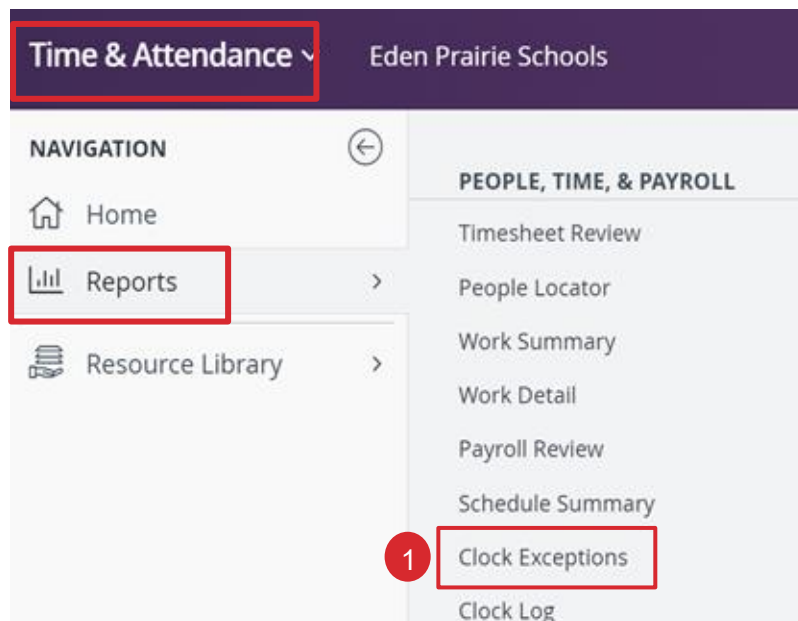 Time & Attendance
Eden Prairie Schools
NAVIGATION
Home
Reports
Resource Library
PEOPLE, TIME, & PAYROLL
Timesheet Review
People Locator
Work Summary
Work Detail
Payroll Review
Schedule Summary
1
Clock Exceptions
Clock Log